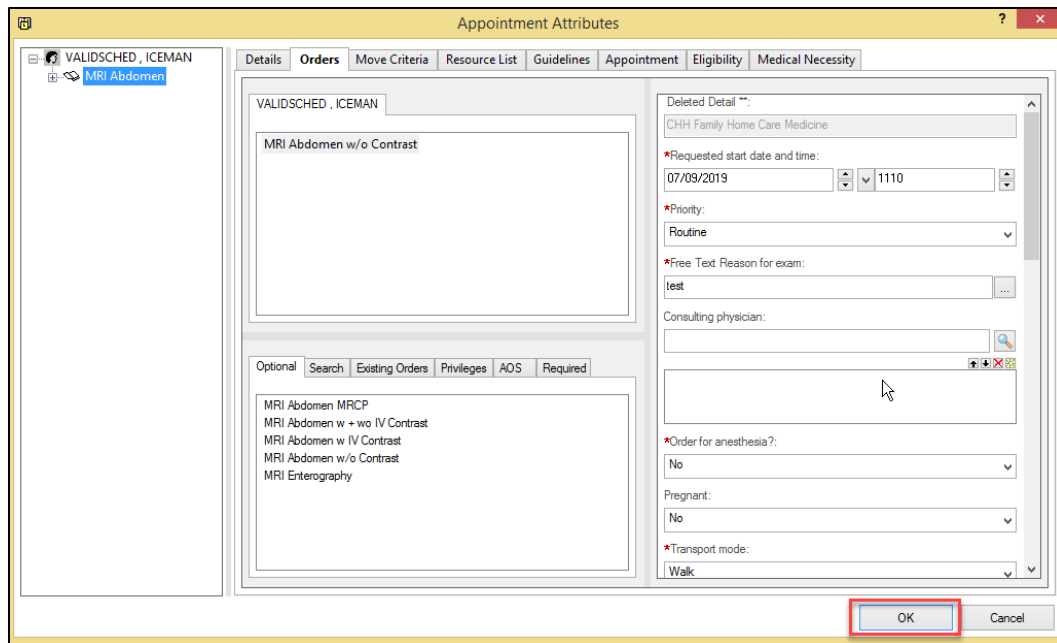 Appointment Attributes
? ×
VALIDSCHED , ICEMAN
MRI Abdomen
Details Orders Move Criteria Resource List Guidelines Appointment Eligibility Medical Necessity
VALIDSCHED , ICEMAN
MRI Abdomen w/o Contrast
Optional Search Existing Orders Privileges AOS Required
MRI Abdomen MRCP
MRI Abdomen w + wo IV Contrast
MRI Abdomen w IV Contrast
MRI Abdomen w/o Contrast
MRI Enterography
Deleted Detail **:
CHH Family Home Care Medicine
*Requested start date and time:
07/09/2019 1110
*Priority:
Routine
*Free Text Reason for exam:
test
...
Consulting physician:
*Order for anesthesia?:
No
Pregnant:
No
*Transport mode:
Walk
OK Cancel